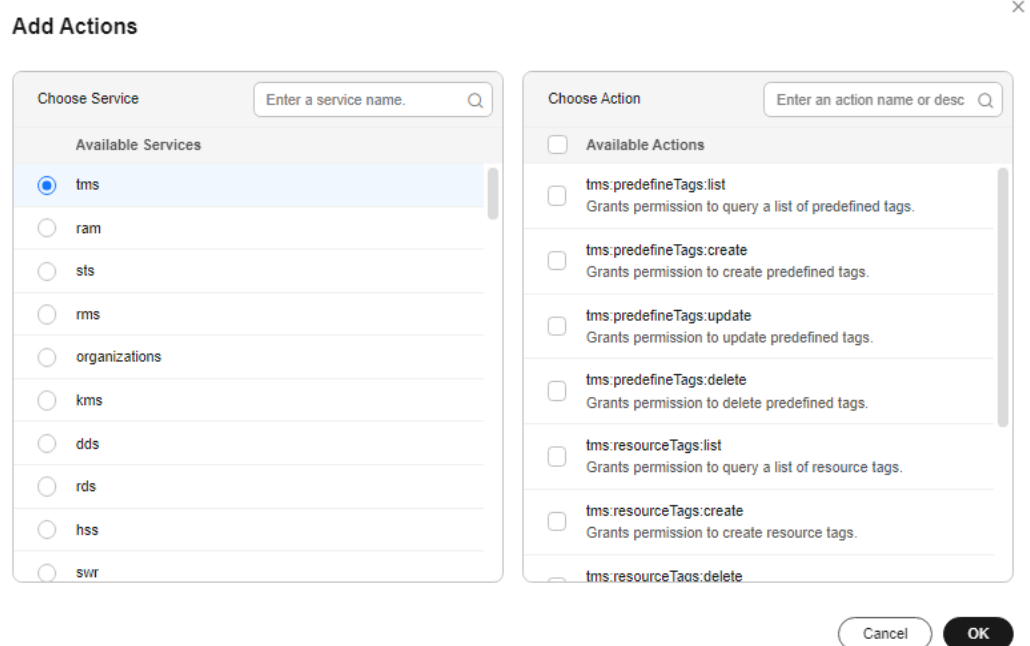 Add Actions
Choose Service
Enter a service name.
Available Services
tms
ram
sts
rms
organizations
kms
dds
rds
hss
swr
Choose Action
Enter an action name or desc
Available Actions
tms:predefineTags:list
Grants permission to query a list of predefined tags.
tms:predefineTags:create
Grants permission to create predefined tags.
tms:predefineTags:update
Grants permission to update predefined tags.
tms:predefineTags:delete
Grants permission to delete predefined tags.
tms:resourceTags:list
Grants permission to query a list of resource tags.
tms:resourceTags:create
Grants permission to create resource tags.
tms:resourceTags:delete
Cancel
OK